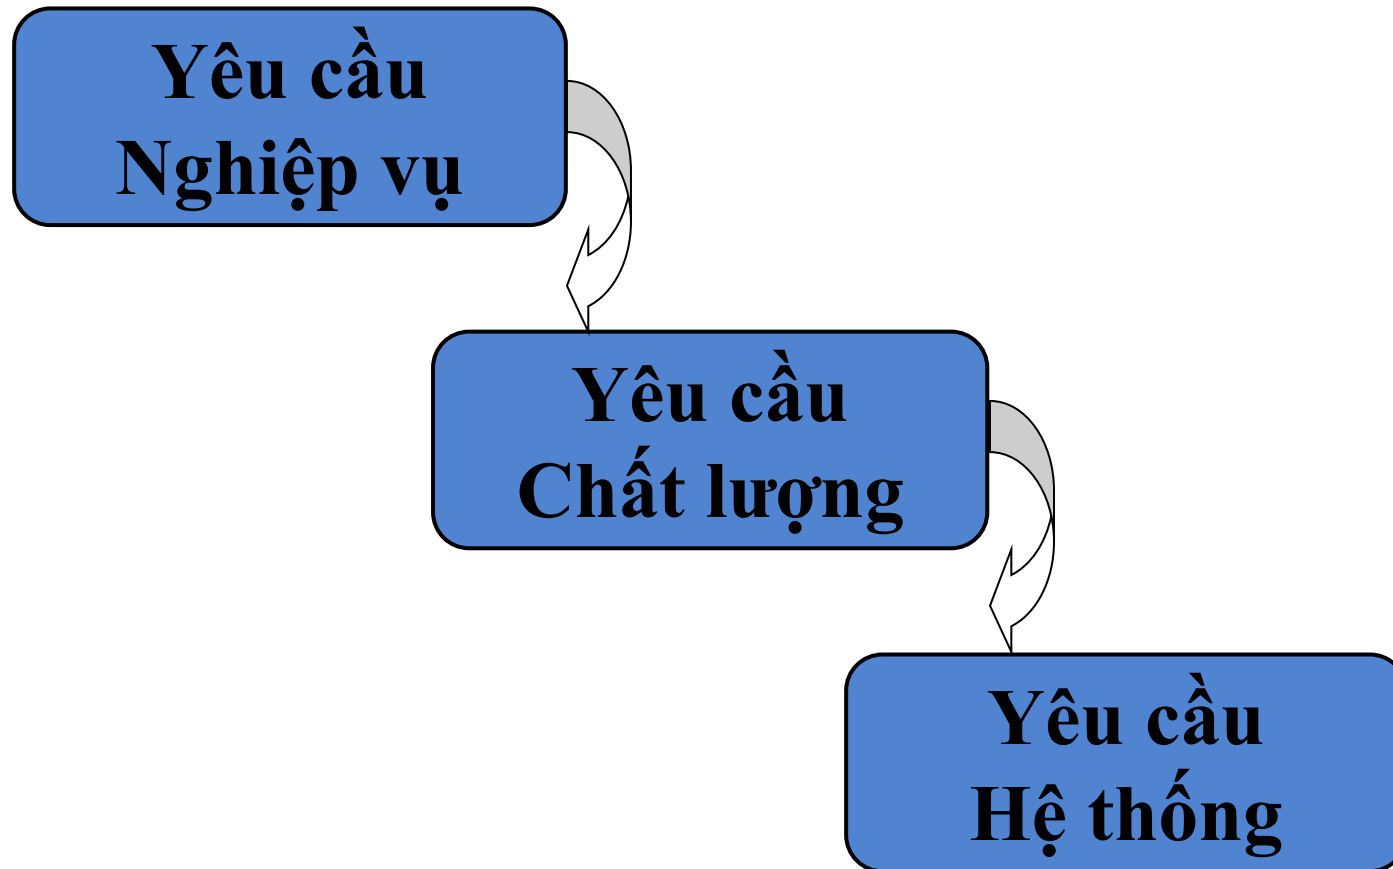 Yêu cầu
Nghiệp vụ
Yêu cầu
Chất lượng
Yêu cầu
Hệ thống